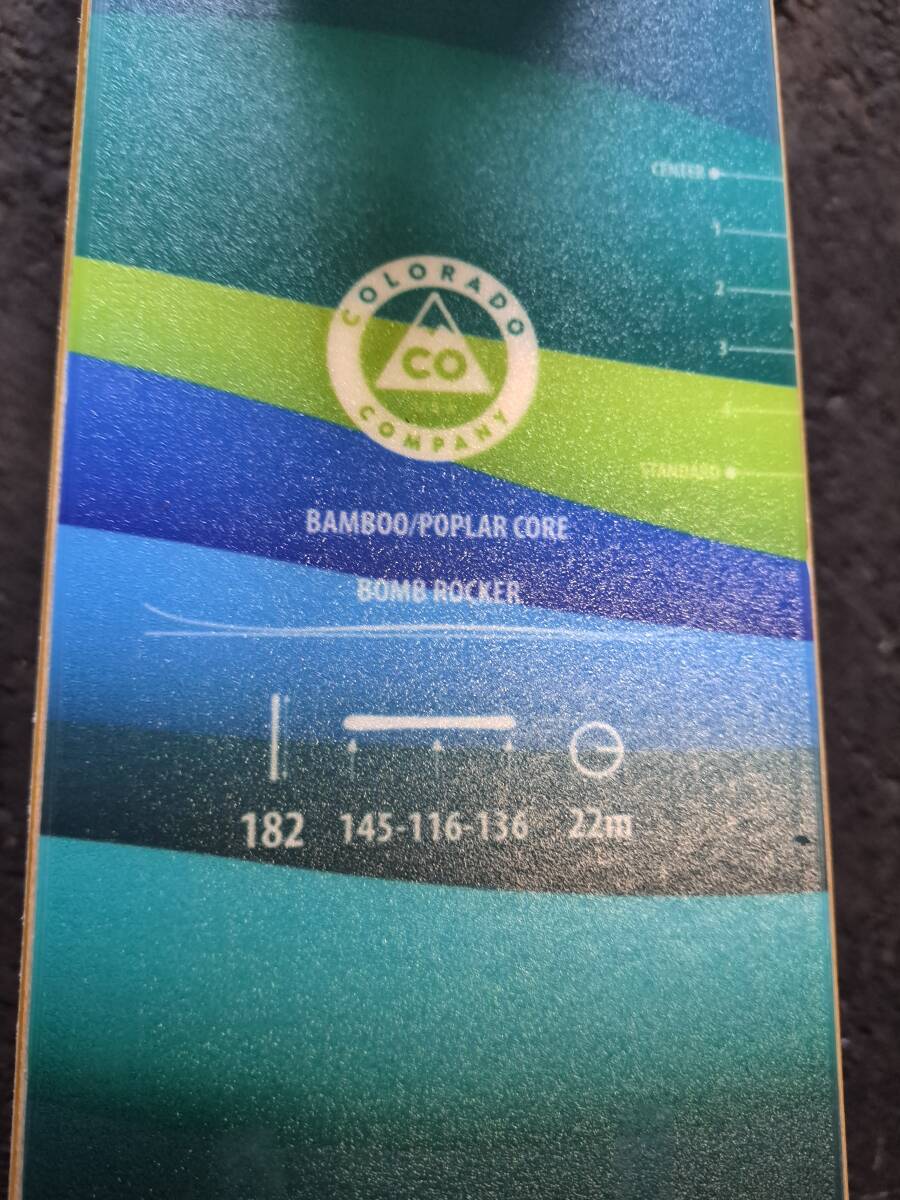 CENTER
1
2
3
4
STANDARD
COLORADO
CO
COMPANY
BAMBOO/POPLAR CORE
BOMB ROCKER
182 145-116-136 22m